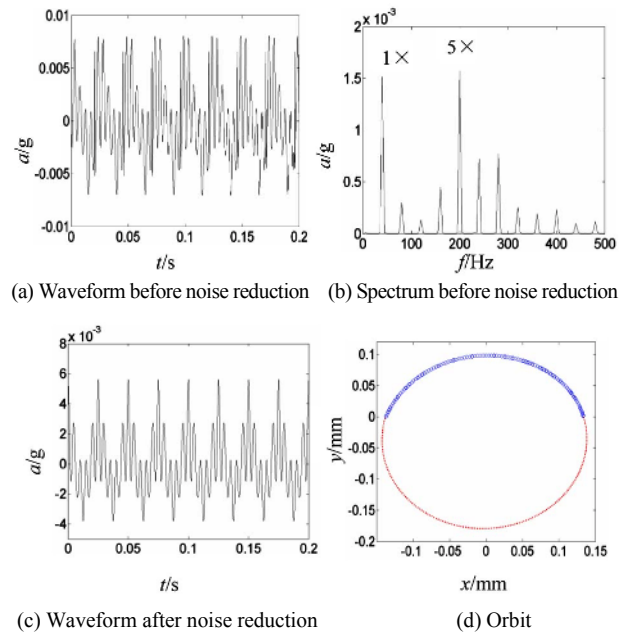 0.01
0.005
0
-0.005
-0.01
a/g
0 0.05 0.1 0.15 0.2
t/s
(a) Waveform before noise reduction
x 10⁻³
2
1.5
1
0.5
0
a/g
1× 5×
0 100 200 300 400 500
f/Hz
(b) Spectrum before noise reduction
x 10⁻³
8
6
4
2
0
-2
-4
a/g
0 0.05 0.1 0.15 0.2
t/s
(c) Waveform after noise reduction
0.1
0.05
0
-0.05
-0.1
-0.15
-0.2
y/mm
-0.1 -0.05 0 0.05 0.1 0.15
x/mm
(d) Orbit